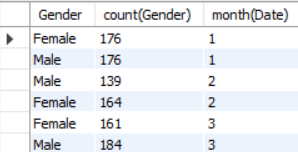 Gender count(Gender) month(Date)
Female 176 1
Male 176 1
Male 139 2
Female 164 2
Female 161 3
Male 184 3